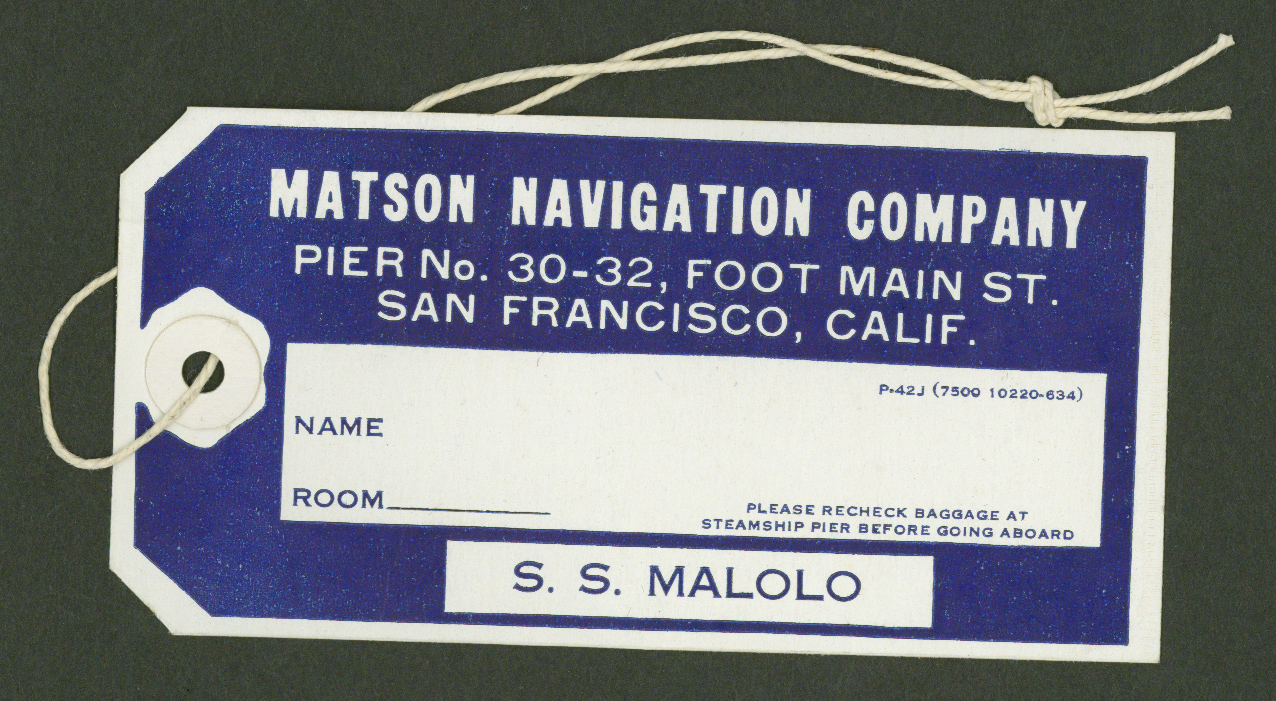 MATSON NAVIGATION COMPANY
PIER No. 30-32, FOOT MAIN ST.
SAN FRANCISCO, CALIF.
P-42J (7500 10220-634)
NAME
ROOM
PLEASE RECHECK BAGGAGE AT
STEAMSHIP PIER BEFORE GOING ABOARD
S. S. MALOLO